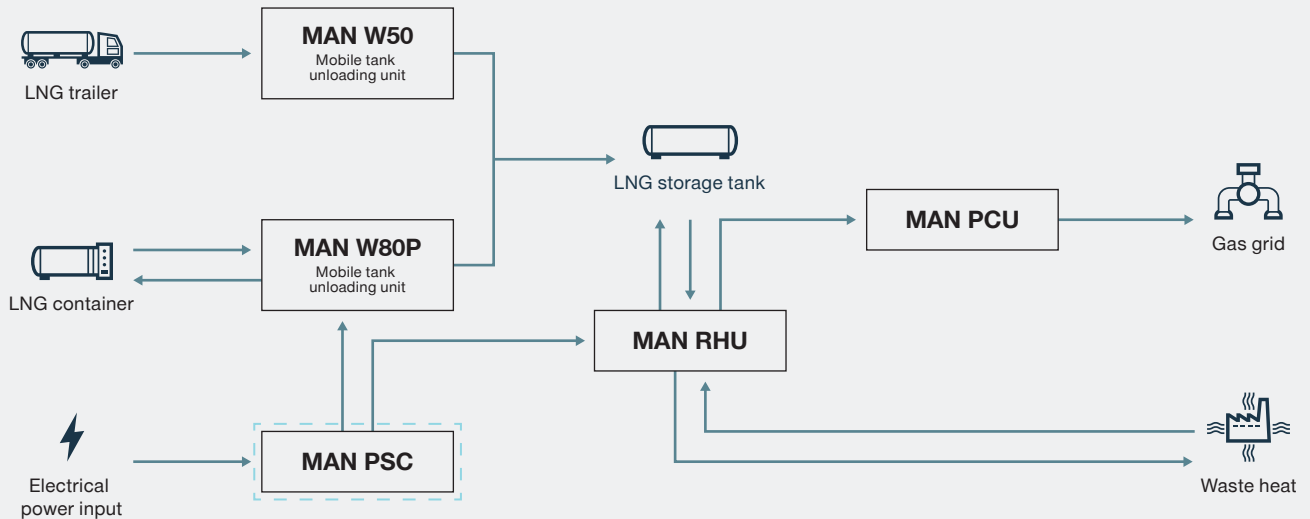 MAN W50
Mobile tank
unloading unit
LNG trailer
LNG storage tank
MAN PCU
Gas grid
MAN W80P
Mobile tank
unloading unit
LNG container
MAN RHU
MAN PSC
Electrical
power input
Waste heat